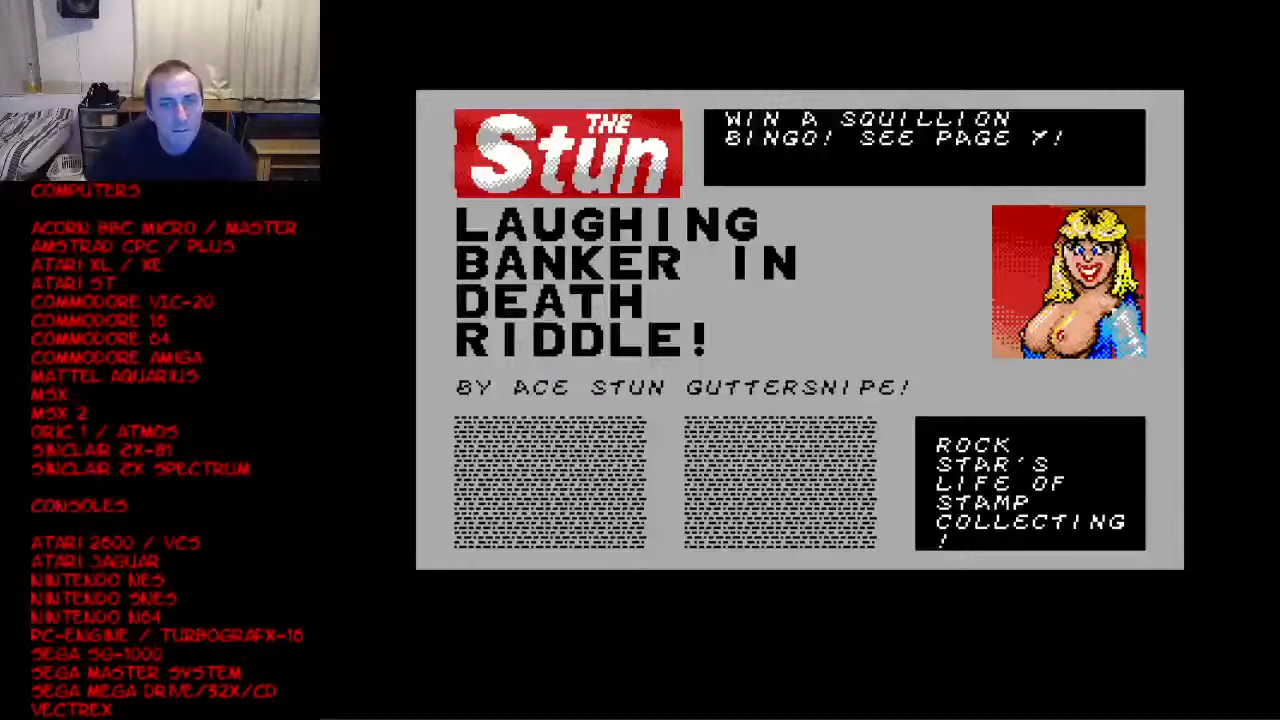 COMPUTERS
ACORN BBC MICRO / MASTER
AMSTRAD CPC / PLUS
ATARI XL / XE
ATARI ST
COMMODORE VIC-20
COMMODORE 16
COMMODORE 64
COMMODORE AMIGA
MATTEL AQUARIUS
MSX
MSX 2
ORIC 1 / ATMOS
SINCLAIR ZX-81
SINCLAIR ZX SPECTRUM
CONSOLES
ATARI 2600 / VCS
ATARI JAGUAR
NINTENDO NES
NINTENDO SNES
NINTENDO N64
PC-ENGINE / TURBOGRAFX-16
SEGA SG-1000
SEGA MASTER SYSTEM
SEGA MEGA DRIVE/32X/CD
VECTREX
THE
Stun
WIN A SQUILLION
BINGO! SEE PAGE 7!
LAUGHING
BANKER IN
DEATH
RIDDLE!
BY ACE STUN GUTTERSNIPE!
ROCK
STAR'S
LIFE OF
STAMP
COLLECTING
!